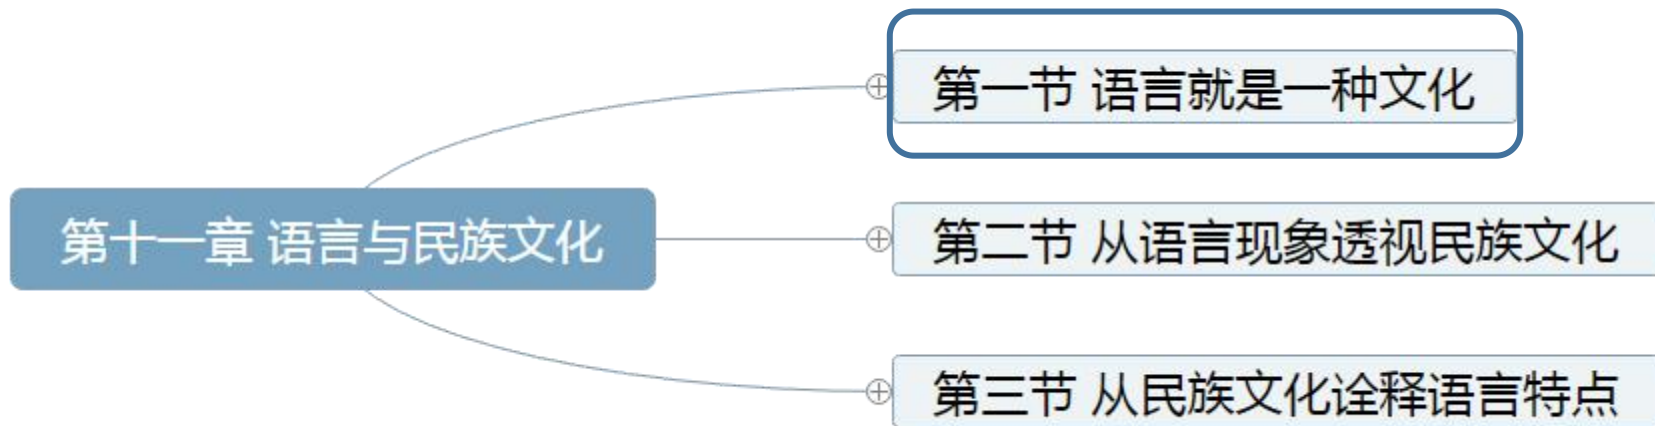 第一节 语言就是一种文化
第十一章 语言与民族文化
第二节 从语言现象透视民族文化
第三节 从民族文化诠释语言特点